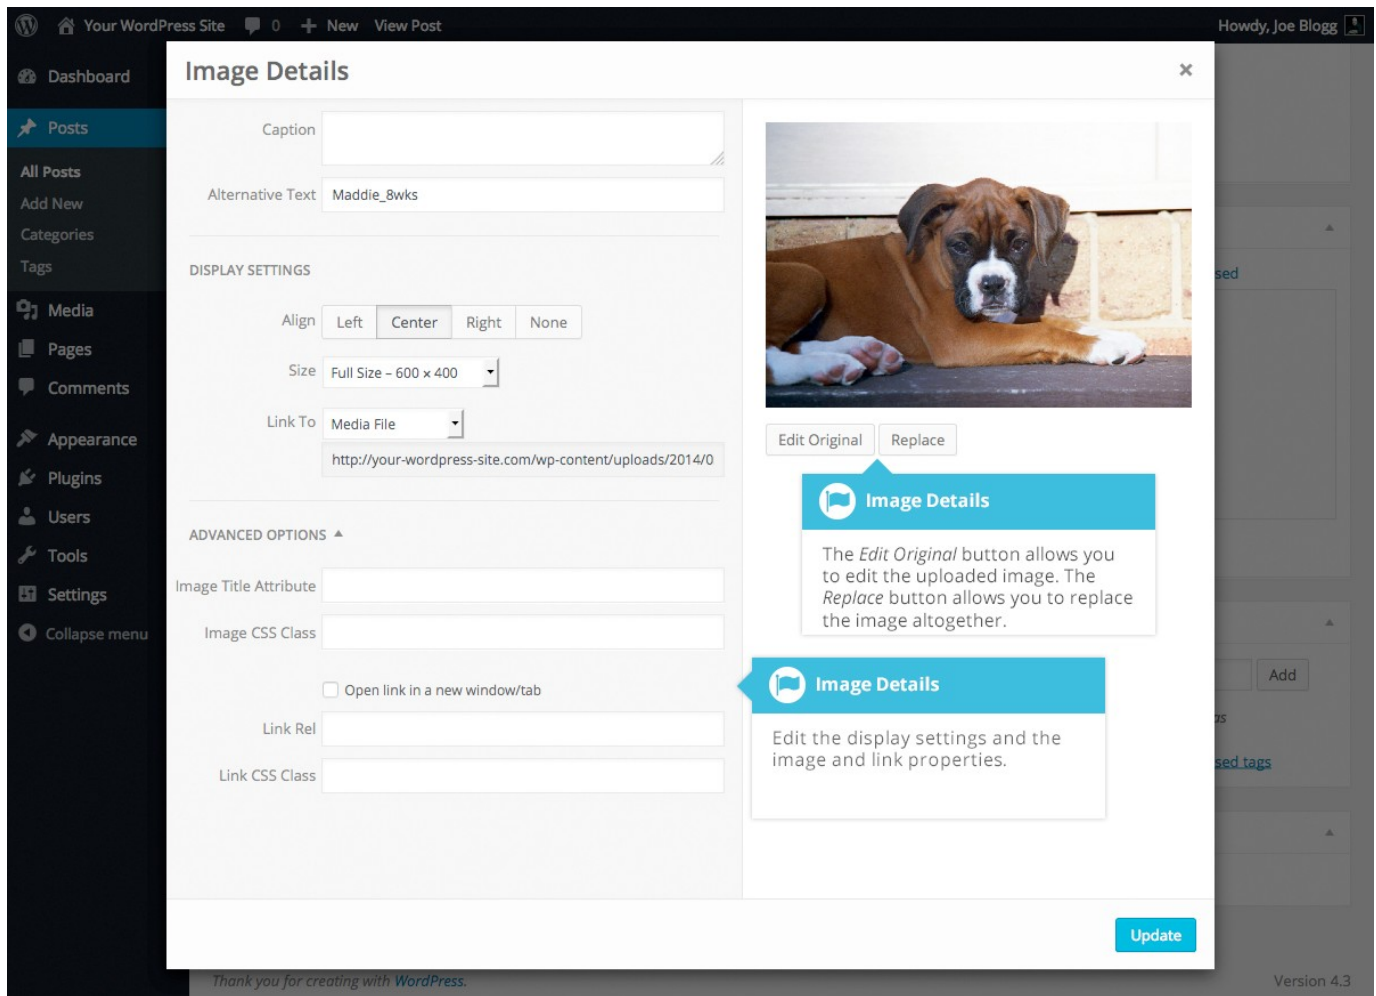 Your WordPress Site 0 New View Post Howdy, Joe Blogg
Dashboard
Posts
All Posts
Add New
Categories
Tags
Media
Pages
Comments
Appearance
Plugins
Users
Tools
Settings
Collapse menu
Image Details
Caption
Alternative Text Maddie_8wks
DISPLAY SETTINGS
Align Left Center Right None
Size Full Size – 600 × 400
Link To Media File
http://your-wordpress-site.com/wp-content/uploads/2014/0
ADVANCED OPTIONS
Image Title Attribute
Image CSS Class
Open link in a new window/tab
Link Rel
Link CSS Class
Edit Original Replace
Image Details
The Edit Original button allows you
to edit the uploaded image. The
Replace button allows you to replace
the image altogether.
Image Details
Edit the display settings and the
image and link properties.
Update
sed
Add
as
sed tags
Thank you for creating with WordPress.
Version 4.3